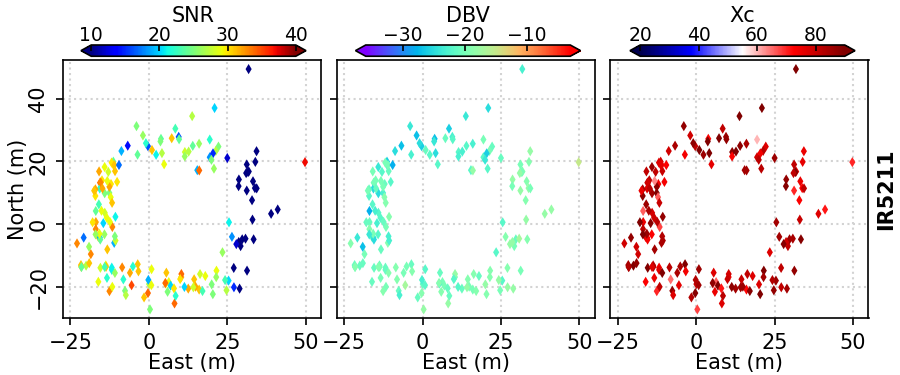 SNR DBV Xc
10 20 30 40 −30 −20 −10 20 40 60 80
40
20
0
−20
North (m)
IR5211
−25 0 25 50 −25 0 25 50 −25 0 25 50
East (m) East (m) East (m)